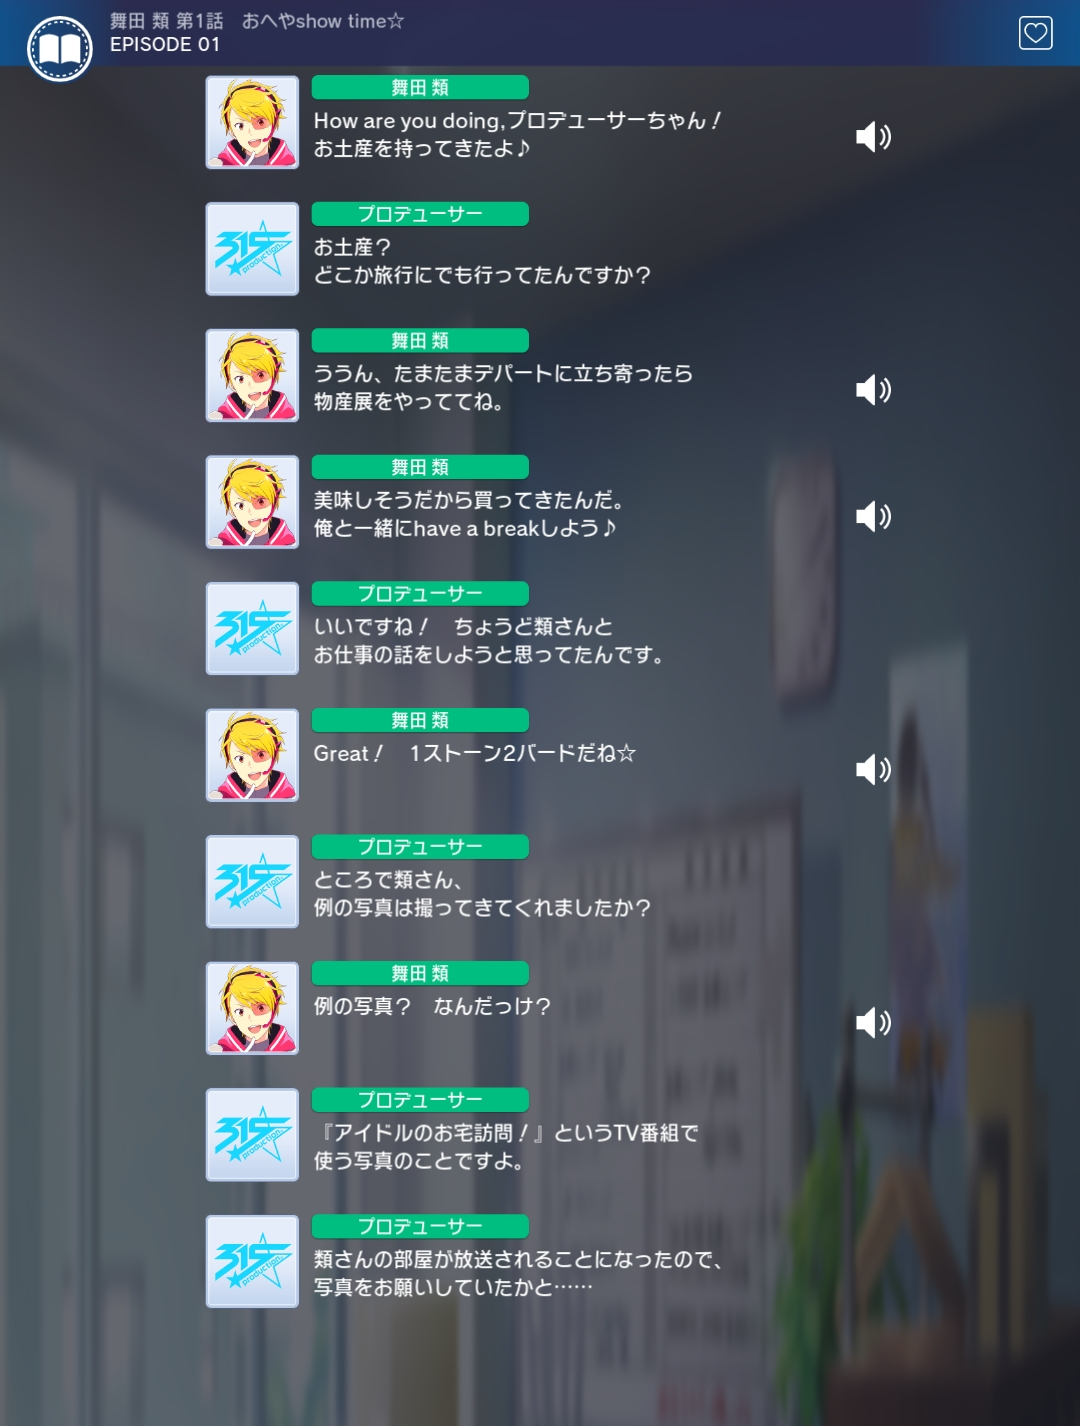 舞田 類 第1話　おへやshow time☆
EPISODE 01
舞田 類
How are you doing,プロデューサーちゃん！
お土産を持ってきたよ♪
プロデューサー
315 production
お土産？
どこか旅行にでも行ってたんですか？
舞田 類
ううん、たまたまデパートに立ち寄ったら
物産展をやっててね。
舞田 類
美味しそうだから買ってきたんだ。
俺と一緒にhave a breakしよう♪
プロデューサー
315 production
いいですね！　ちょうど類さんと
お仕事の話をしようと思ってたんです。
舞田 類
Great！　1ストーン2バードだね☆
プロデューサー
315 production
ところで類さん、
例の写真は撮ってきてくれましたか？
舞田 類
例の写真？　なんだっけ？
プロデューサー
315 production
『アイドルのお宅訪問！』というTV番組で
使う写真のことですよ。
プロデューサー
315 production
類さんの部屋が放送されることになったので、
写真をお願いしていたかと……